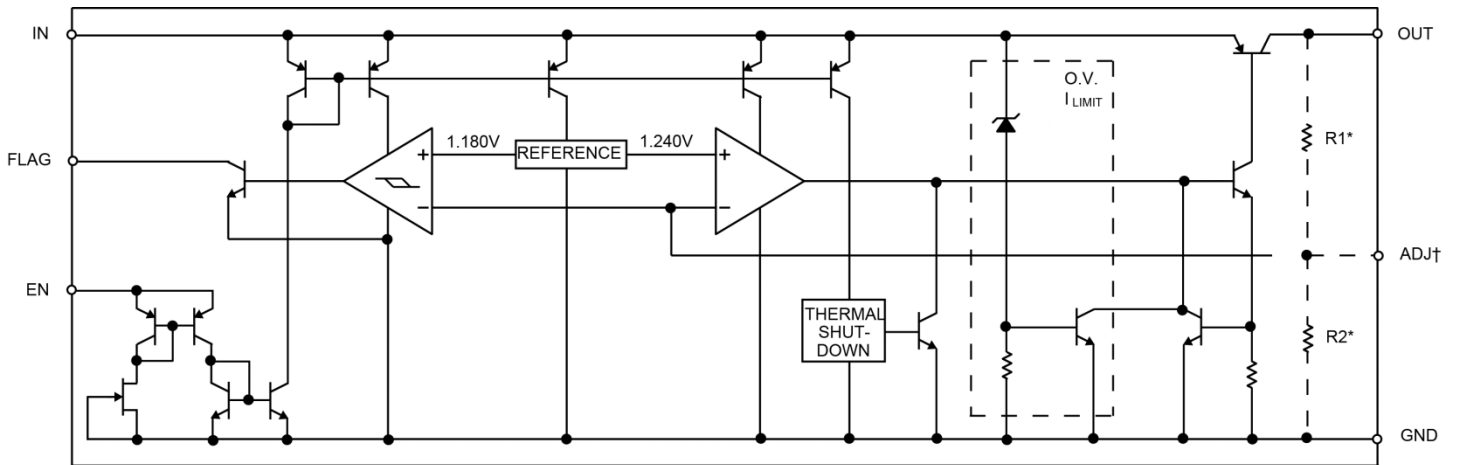 IN
OUT
O.V.
I LIMIT
R1*
1.180V
REFERENCE
1.240V
FLAG
+
+
−
−
ADJ†
EN
THERMAL
SHUT-
DOWN
R2*
GND